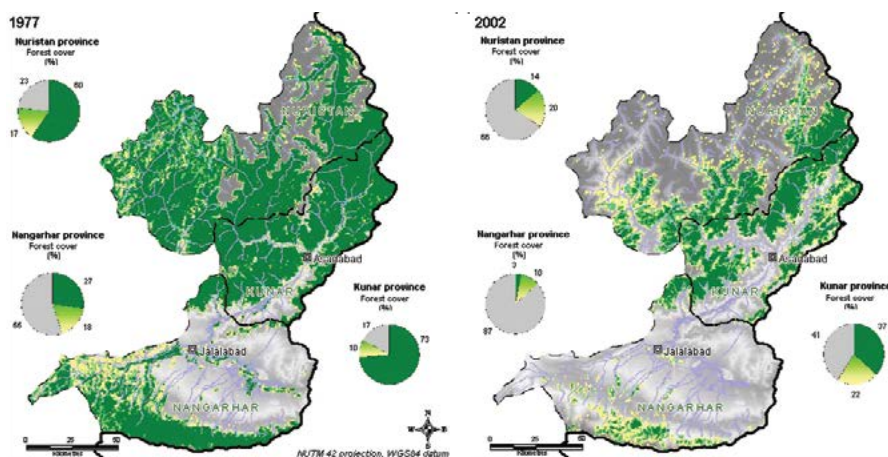 1977
Nuristan province
Forest cover
(%)
23
60
17
NURISTAN
Nangarhar province
Forest cover
(%)
27
18
Asadabad
KUNAR
Kunar province
Forest cover
(%)
17
10
73
Jalalabad
NANGARHAR
0
25
50
Kilometres
N
W
S
NUTM 42 projection, WGS84 datum
2002
Nuristan province
Forest cover
(%)
14
20
66
NURISTAN
Nangarhar province
Forest cover
(%)
3
10
87
Asadabad
KUNAR
Kunar province
Forest cover
(%)
41
37
22
Jalalabad
NANGARHAR
0
25
50
Kilometres